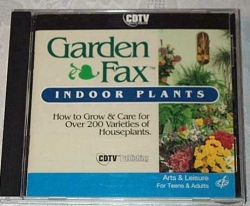 CDTV
Garden
Fax™
INDOOR PLANTS
How to Grow & Care for
Over 200 Varieties of
Houseplants.
CDTV Publishing
Arts & Leisure
For Teens & Adults